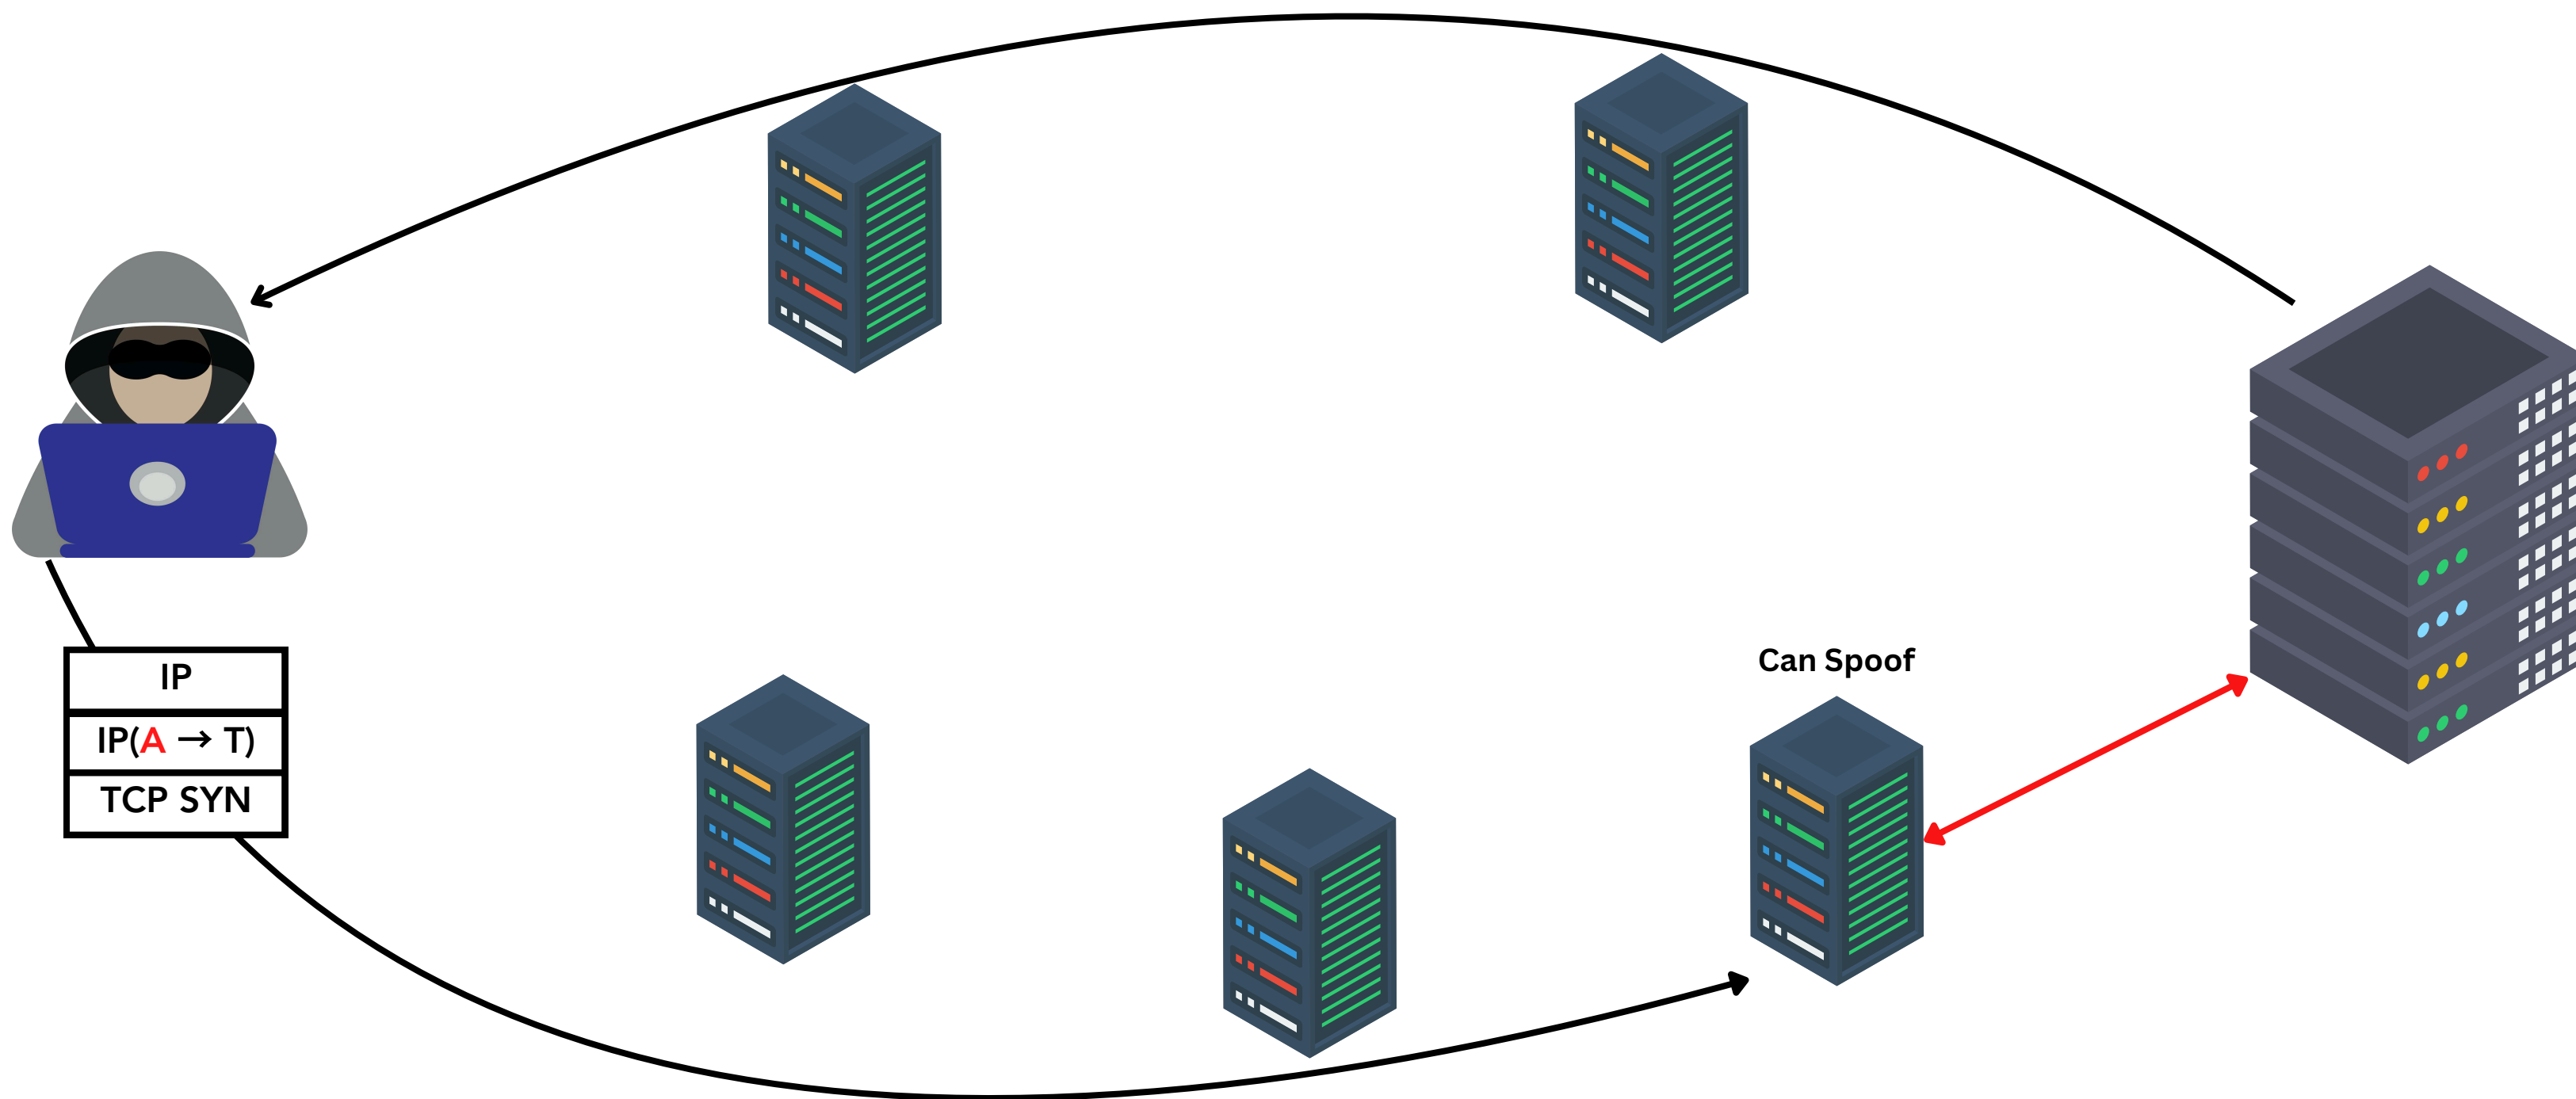 Can Spoof
IP
IP(A → T)
TCP SYN